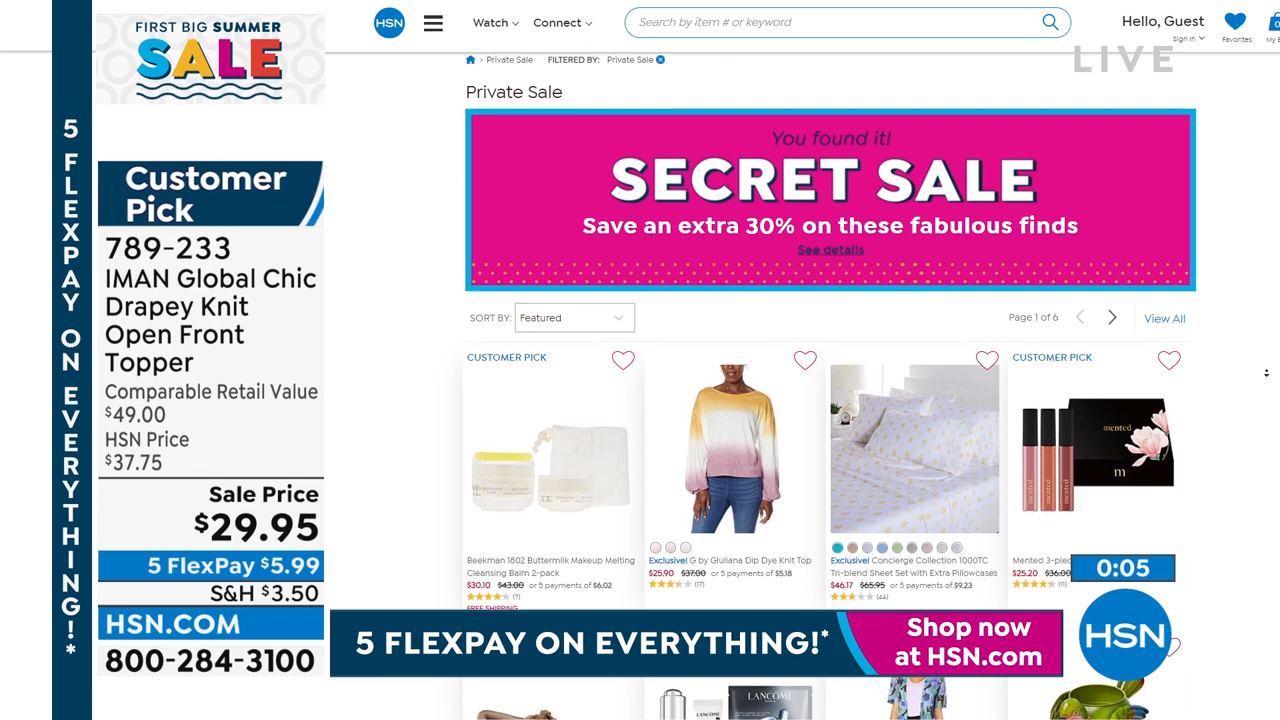 5 FLEXPAY ON EVERYTHING!*
FIRST BIG SUMMER
SALE
Customer
Pick
789-233
IMAN Global Chic
Drapey Knit
Open Front
Topper
Comparable Retail Value
$49.00
HSN Price
$37.75
Sale Price
$29.95
5 FlexPay $5.99
S&H $3.50
HSN.COM
800-284-3100
HSN
Watch
Connect
Search by item # or keyword
Hello, Guest
Sign In
Favorites
0
LIVE
> Private Sale
FILTERED BY: Private Sale
Private Sale
You found it!
SECRET SALE
Save an extra 30% on these fabulous finds
See details
SORT BY: Featured
Page 1 of 6
View All
CUSTOMER PICK
Beekman 1802 Buttermilk Makeup Melting
Cleansing Balm 2-pack
$30.10 $43.00 or 5 payments of $6.02
(7)
FREE SHIPPING
Exclusive! G by Giuliana Dip Dye Knit Top
$25.90 $37.00 or 5 payments of $5.18
(17)
Exclusive! Concierge Collection 1000TC
Tri-blend Sheet Set with Extra Pillowcases
$46.17 $65.95 or 5 payments of $9.23
(44)
CUSTOMER PICK
mented
m
mented
mented
mented
Mented 3-piec
$25.20 $36.00
(11)
0:05
5 FLEXPAY ON EVERYTHING!*
Shop now
at HSN.com
HSN
LANCÔME